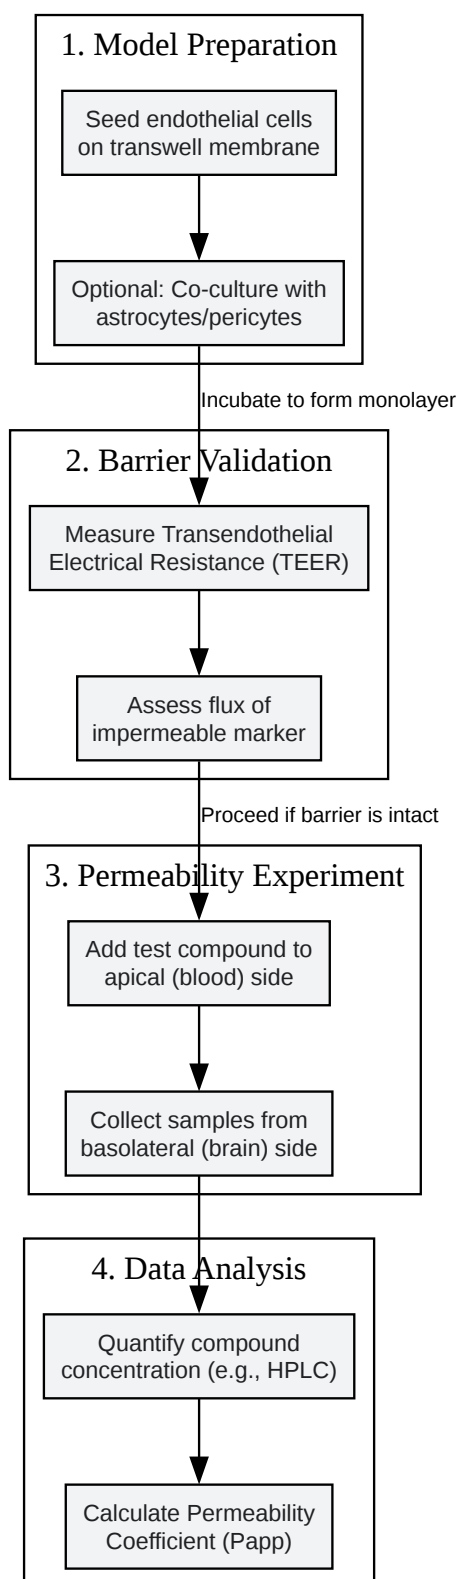 1. Model Preparation
Seed endothelial cells
on transwell membrane
Optional: Co-culture with
astrocytes/pericytes
Incubate to form monolayer
2. Barrier Validation
Measure Transendothelial
Electrical Resistance (TEER)
Assess flux of
impermeable marker
Proceed if barrier is intact
3. Permeability Experiment
Add test compound to
apical (blood) side
Collect samples from
basolateral (brain) side
4. Data Analysis
Quantify compound
concentration (e.g., HPLC)
Calculate Permeability
Coefficient (Papp)